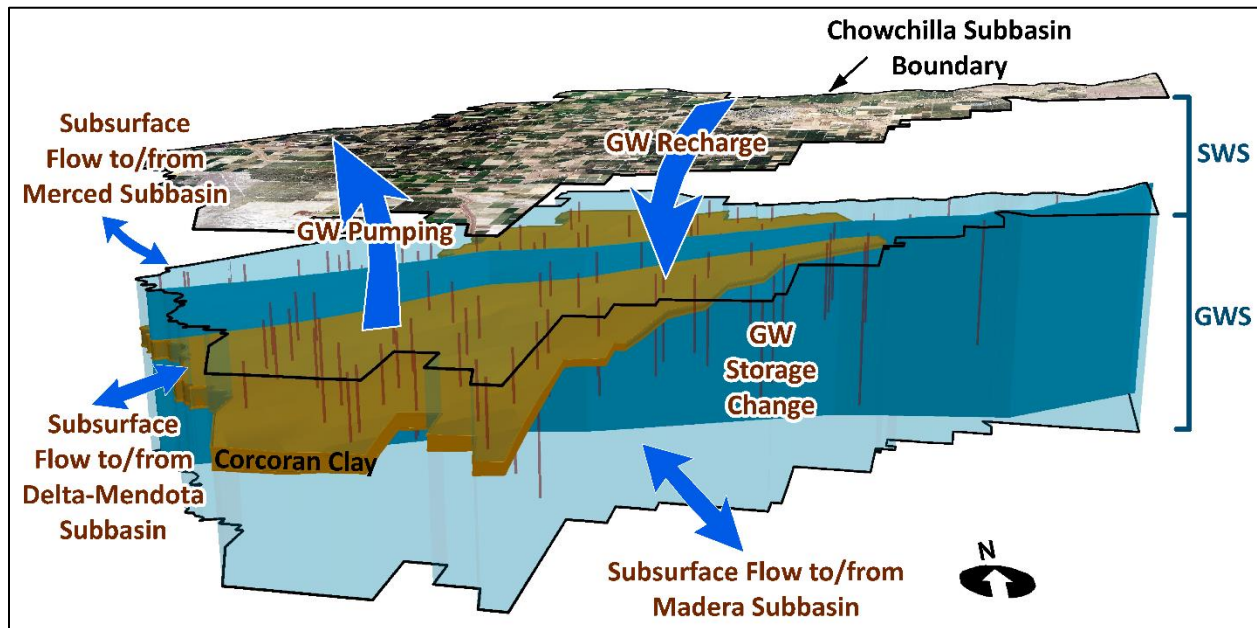 Chowchilla Subbasin
Boundary
Subsurface
Flow to/from
Merced Subbasin
GW Recharge
SWS
GW Pumping
GWS
GW
Storage
Change
Subsurface
Flow to/from
Delta-Mendota
Subbasin
Corcoran Clay
Subsurface Flow to/from
Madera Subbasin
N